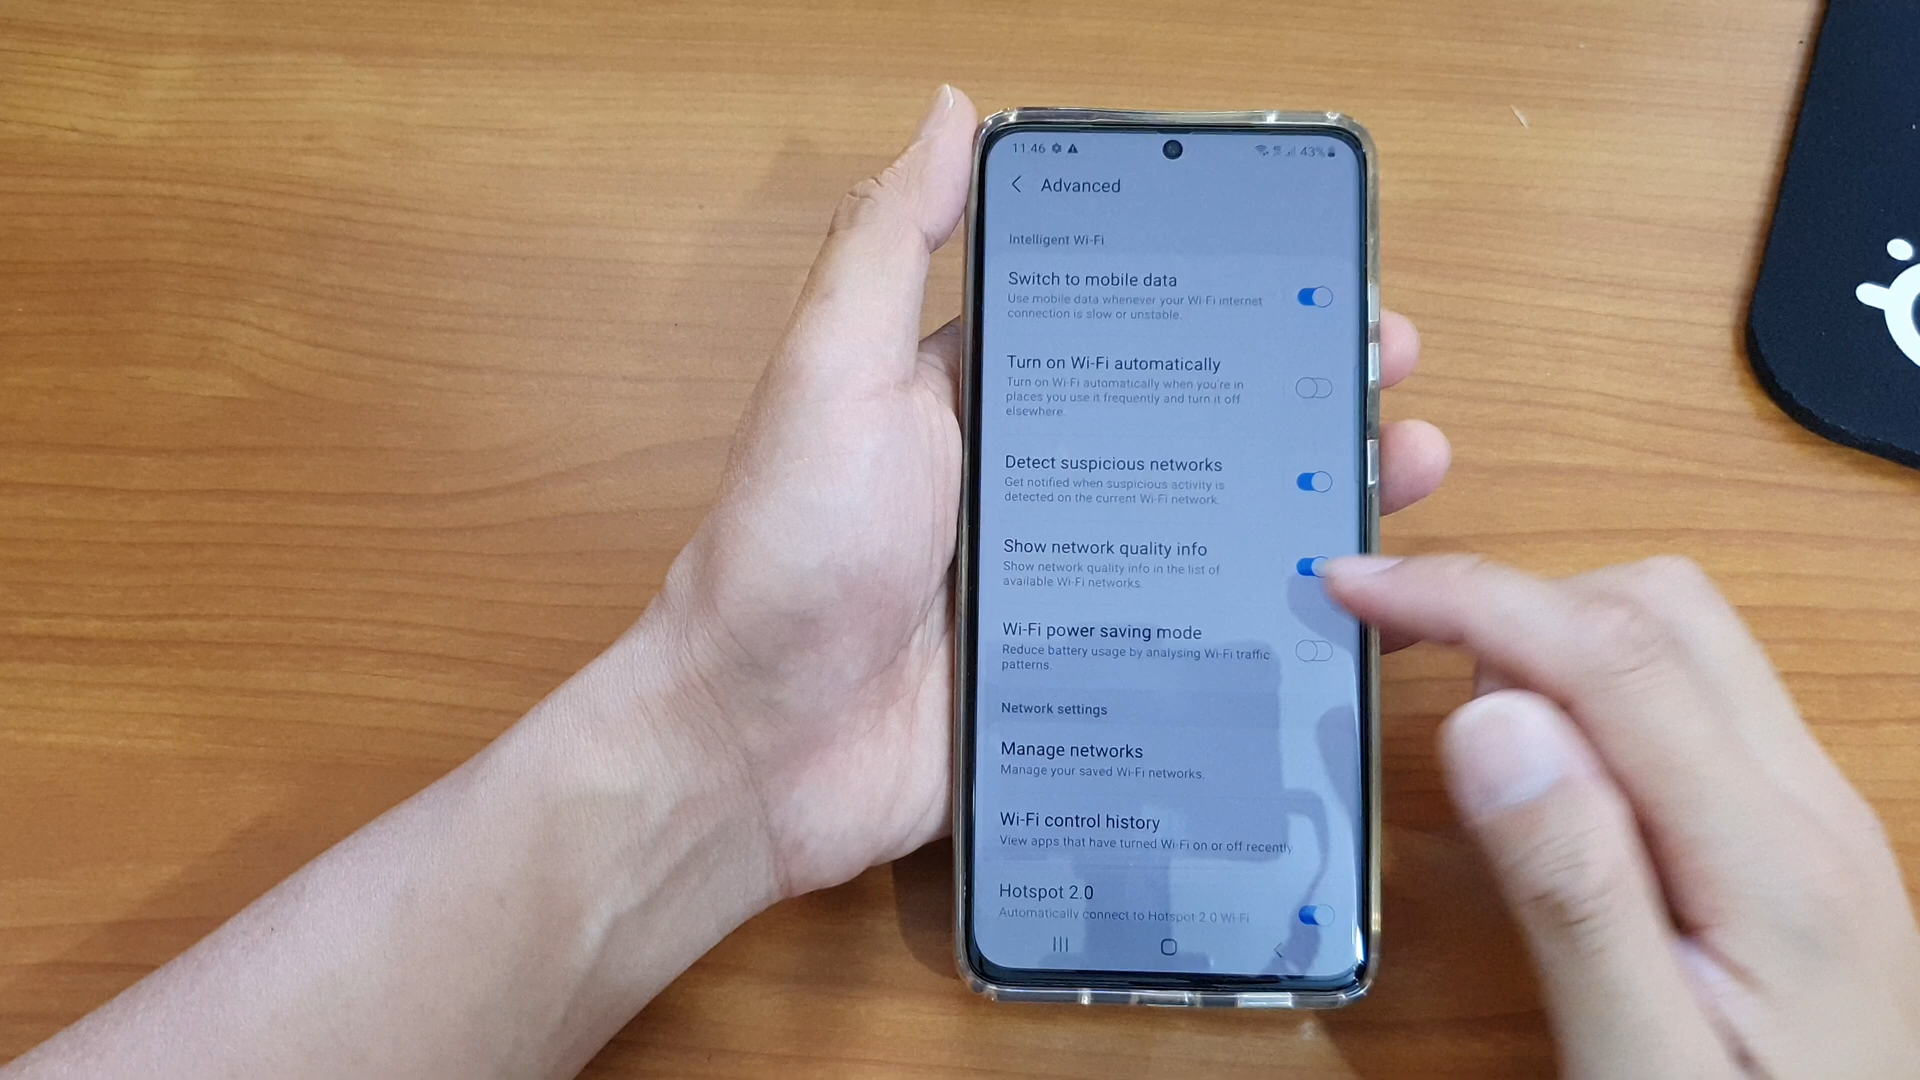 11.46
43%
Advanced
Intelligent Wi-Fi
Switch to mobile data
Use mobile data whenever your Wi-Fi internet
connection is slow or unstable.
Turn on Wi-Fi automatically
Turn on Wi-Fi automatically when you're in
places you use it frequently and turn it off
elsewhere.
Detect suspicious networks
Get notified when suspicious activity is
detected on the current Wi-Fi network.
Show network quality info
Show network quality info in the list of
available Wi-Fi networks.
Wi-Fi power saving mode
Reduce battery usage by analysing Wi-Fi traffic
patterns.
Network settings
Manage networks
Manage your saved Wi-Fi networks.
Wi-Fi control history
View apps that have turned Wi-Fi on or off recently
Hotspot 2.0
Automatically connect to Hotspot 2.0 Wi-Fi